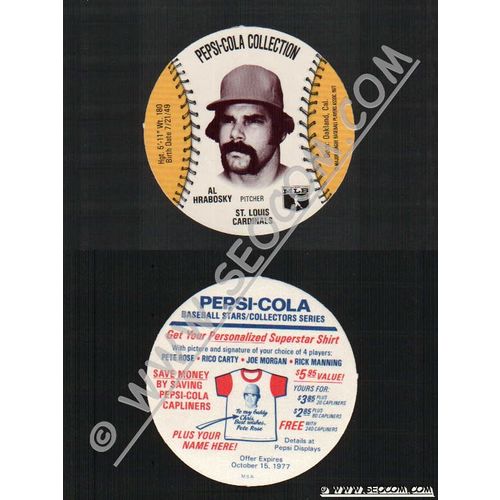 PEPSI-COLA COLLECTION
Hgt. 5'-11" Wt. 180
Birth Date 7/21/49
Oakland, Cal.
AL
HRABOSKY
PITCHER
MLB
ST. LOUIS
CARDINALS
PEPSI-COLA
BASEBALL STARS/COLLECTORS SERIES
Get Your Personalized Superstar Shirt
With picture and signature of your choice of 4 players:
PETE ROSE • RICO CARTY • JOE MORGAN • RICK MANNING
$5.95 VALUE!
SAVE MONEY
BY SAVING
PEPSI-COLA
CAPLINERS
To my buddy
Chris,
Best wishes,
Pete Rose
YOURS FOR:
$3.85 PLUS 20 CAPLINERS
$2.85 PLUS 80 CAPLINERS
FREE WITH 240 CAPLINERS
PLUS YOUR
NAME HERE!
Details at
Pepsi Displays
Offer Expires
October 15, 1977
M.S.A.
© WWW.SEOCOM.COM
© WWW.SEOCOM.COM